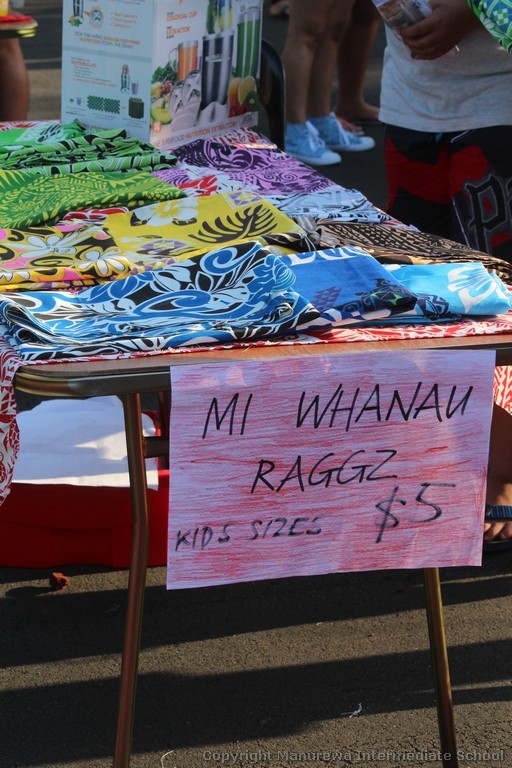 MI WHANAU
RAGGZ
KIDS SIZES $5
Copyright Manurewa Intermediate School